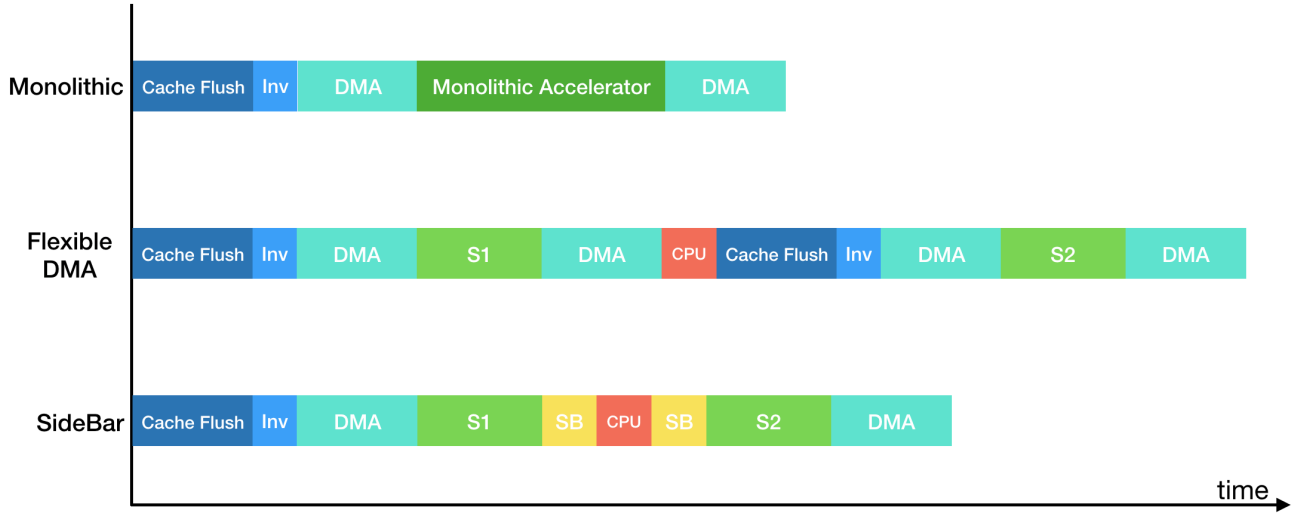 Monolithic
Cache Flush Inv DMA Monolithic Accelerator DMA
Flexible
DMA
Cache Flush Inv DMA S1 DMA CPU Cache Flush Inv DMA S2 DMA
SideBar
Cache Flush Inv DMA S1 SB CPU SB S2 DMA
time